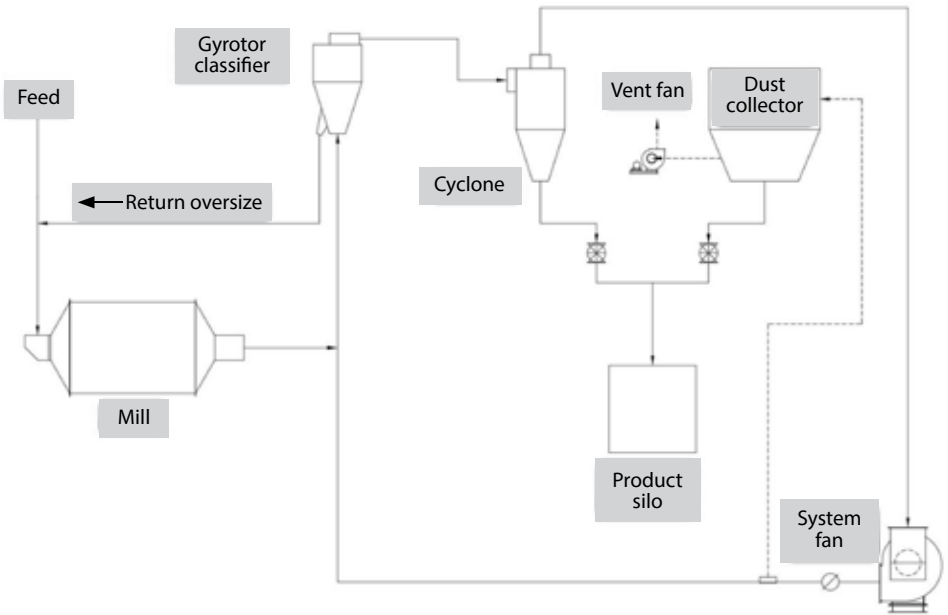 Gyrotor
classifier
Feed
Vent fan
Dust
collector
Cyclone
Return oversize
Mill
Product
silo
System
fan